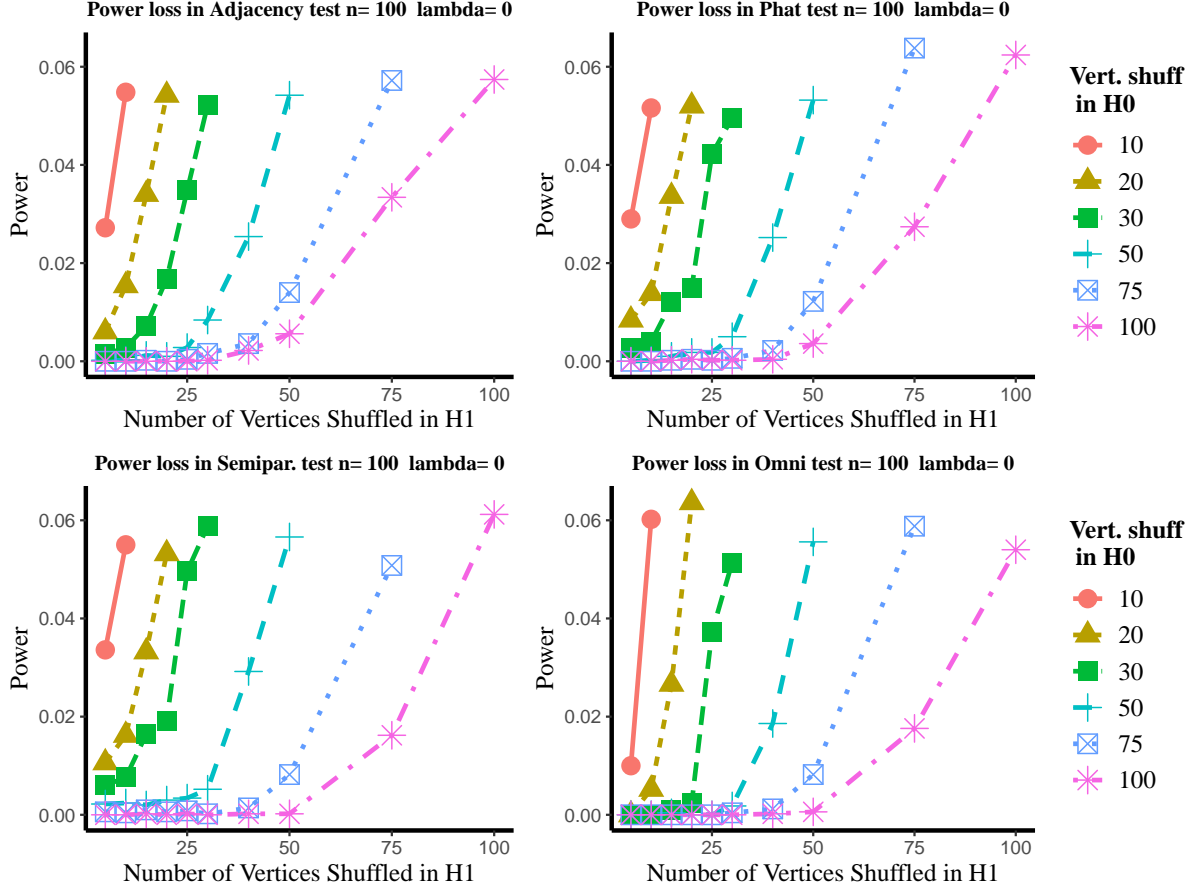 Power loss in Adjacency test n= 100 lambda= 0
Power
0.06
0.04
0.02
0.00
25
50
75
100
Number of Vertices Shuffled in H1
Power loss in Phat test n= 100 lambda= 0
Power
0.06
0.04
0.02
0.00
25
50
75
100
Number of Vertices Shuffled in H1
Vert. shuff
in H0
10
20
30
50
75
100
Power loss in Semipar. test n= 100 lambda= 0
Power
0.06
0.04
0.02
0.00
25
50
75
100
Number of Vertices Shuffled in H1
Power loss in Omni test n= 100 lambda= 0
Power
0.06
0.04
0.02
0.00
25
50
75
100
Number of Vertices Shuffled in H1
Vert. shuff
in H0
10
20
30
50
75
100